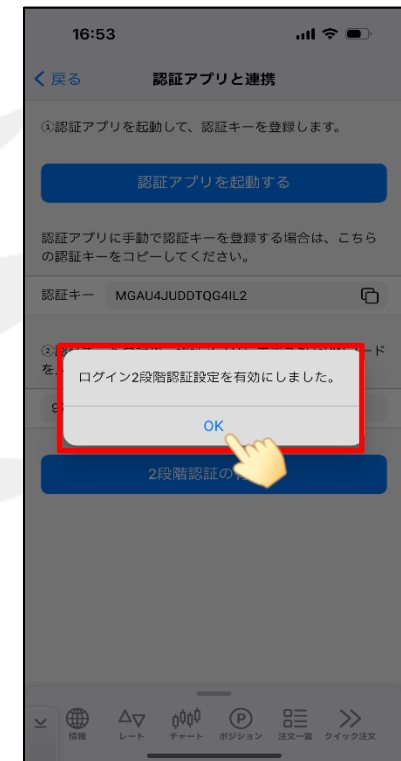 16:53
戻る
認証アプリと連携
①認証アプリを起動して、認証キーを登録します。
認証アプリを起動する
認証アプリに手動で認証キーを登録する場合は、こちら
の認証キーをコピーしてください。
認証キー MGAU4JUDDTQG4IL2
ログイン2段階認証設定を有効にしました。
OK
2段階認証の
情報
レート
チャート
ポジション
注文一覧
クイック注文